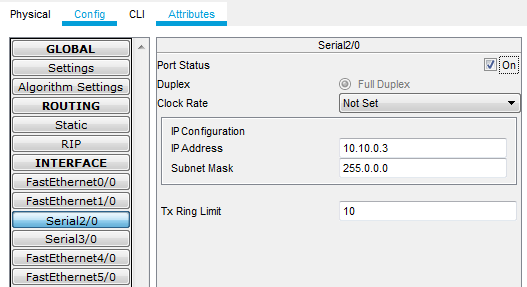 Physical Config CLI Attributes
GLOBAL
Settings
Algorithm Settings
ROUTING
Static
RIP
INTERFACE
FastEthernet0/0
FastEthernet1/0
Serial2/0
Serial3/0
FastEthernet4/0
FastEthernet5/0
Serial2/0
Port Status On
Duplex Full Duplex
Clock Rate Not Set
IP Configuration
IP Address 10.10.0.3
Subnet Mask 255.0.0.0
Tx Ring Limit 10